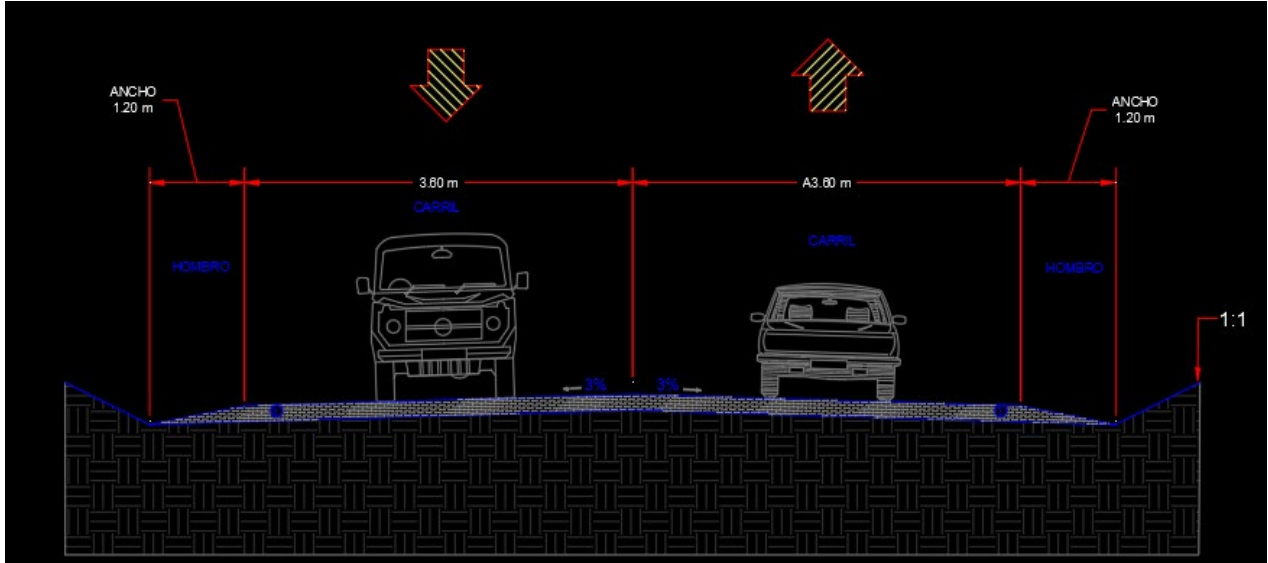 ANCHO
1.20 m
ANCHO
1.20 m
3.60 m
A3.60 m
CARRIL
CARRIL
HOMBRO
HOMBRO
1:1
3%
3%